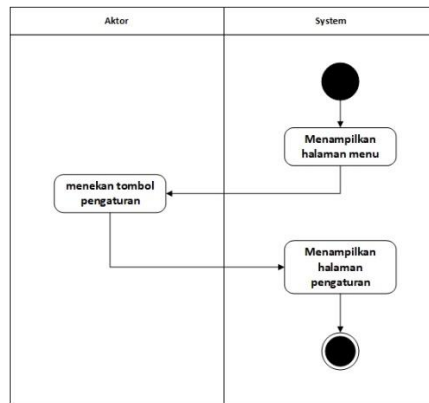 Aktor
System
Menampilkan
halaman menu
menekan tombol
pengaturan
Menampilkan
halaman
pengaturan